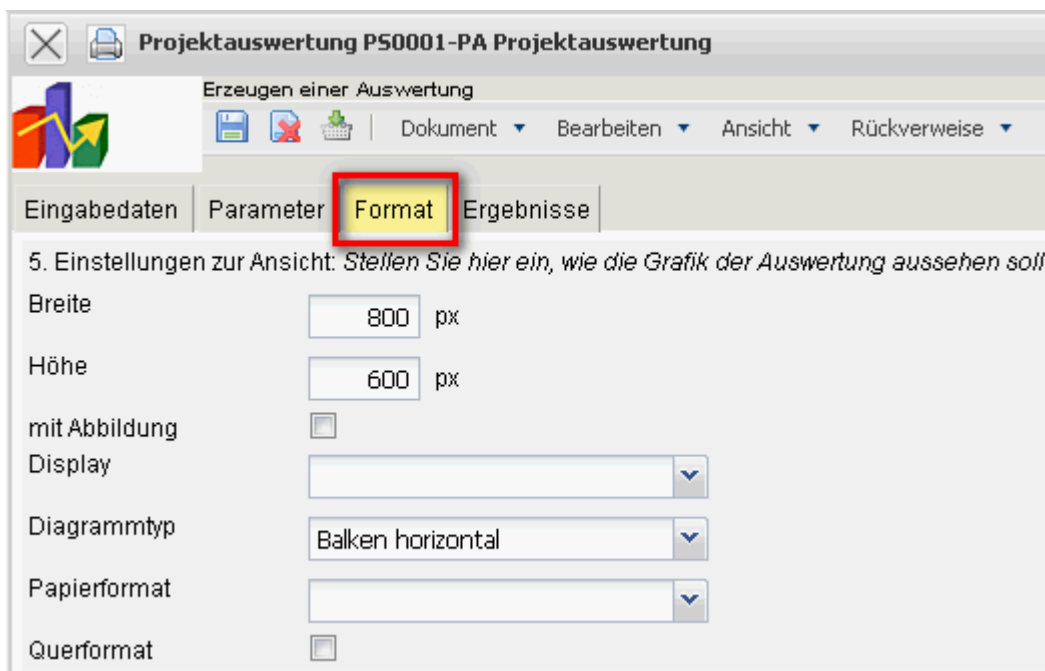 Projektauswertung PS0001-PA Projektauswertung
Erzeugen einer Auswertung
Dokument Bearbeiten Ansicht Rückverweise
Eingabedaten Parameter Format Ergebnisse
5. Einstellungen zur Ansicht: Stellen Sie hier ein, wie die Grafik der Auswertung aussehen soll
Breite 800 px
Höhe 600 px
mit Abbildung
Display
Diagrammtyp Balken horizontal
Papierformat
Querformat